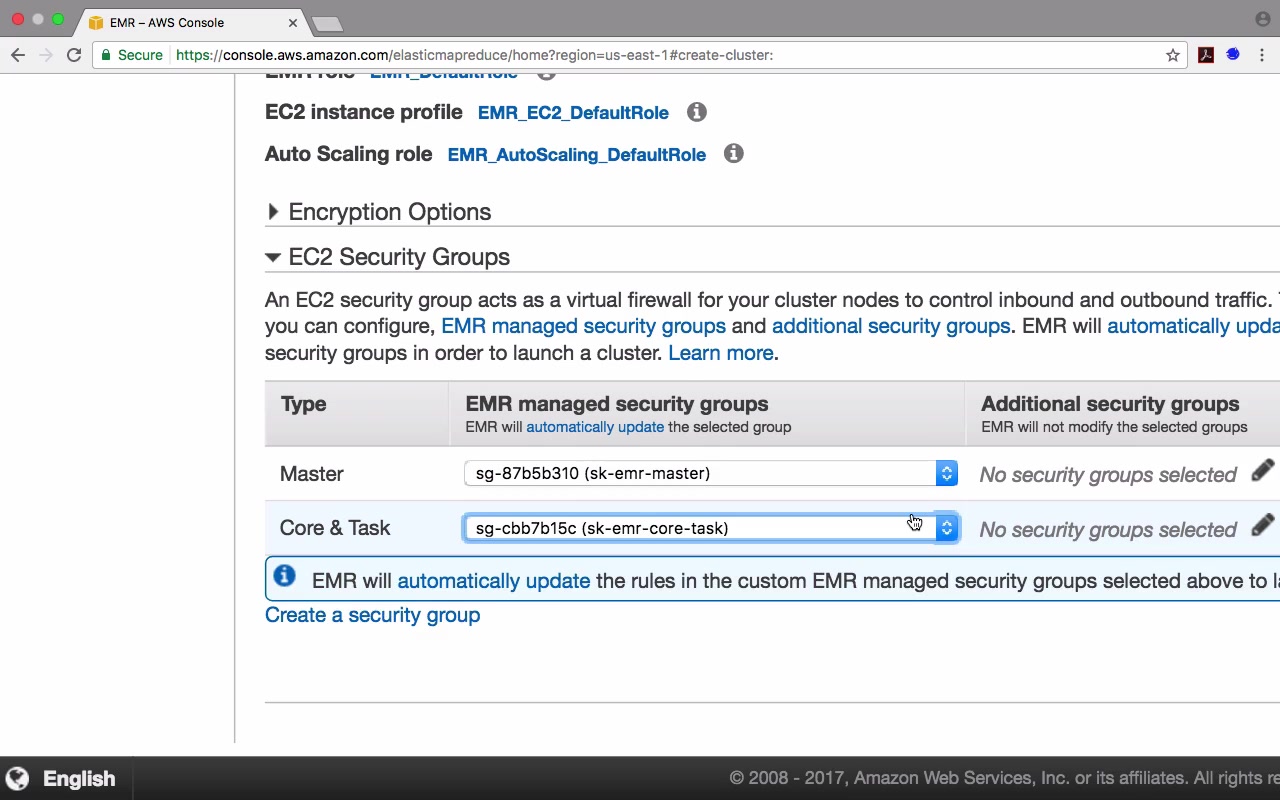 EMR – AWS Console
Secure https://console.aws.amazon.com/elasticmapreduce/home?region=us-east-1#create-cluster:
EMR role EMR_DefaultRole
EC2 instance profile EMR_EC2_DefaultRole
Auto Scaling role EMR_AutoScaling_DefaultRole
Encryption Options
EC2 Security Groups
An EC2 security group acts as a virtual firewall for your cluster nodes to control inbound and outbound traffic.
you can configure, EMR managed security groups and additional security groups. EMR will automatically upda
security groups in order to launch a cluster. Learn more.
Type EMR managed security groups Additional security groups
EMR will automatically update the selected group EMR will not modify the selected groups
Master sg-87b5b310 (sk-emr-master) No security groups selected
Core & Task sg-cbb7b15c (sk-emr-core-task) No security groups selected
EMR will automatically update the rules in the custom EMR managed security groups selected above to la
Create a security group
English © 2008 - 2017, Amazon Web Services, Inc. or its affiliates. All rights re